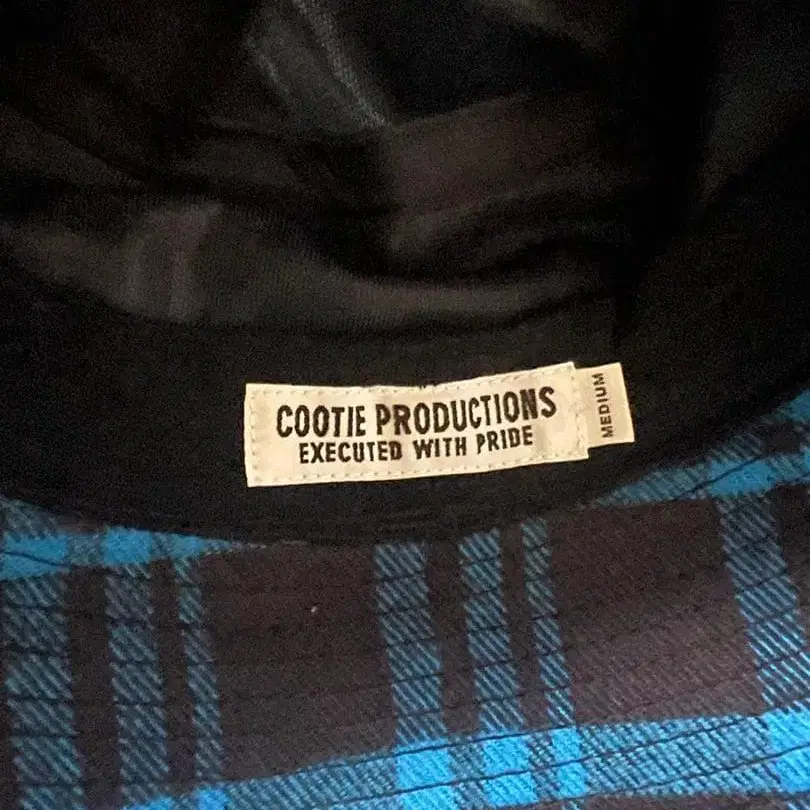 COOTIE PRODUCTIONS
EXECUTED WITH PRIDE
MEDIUM